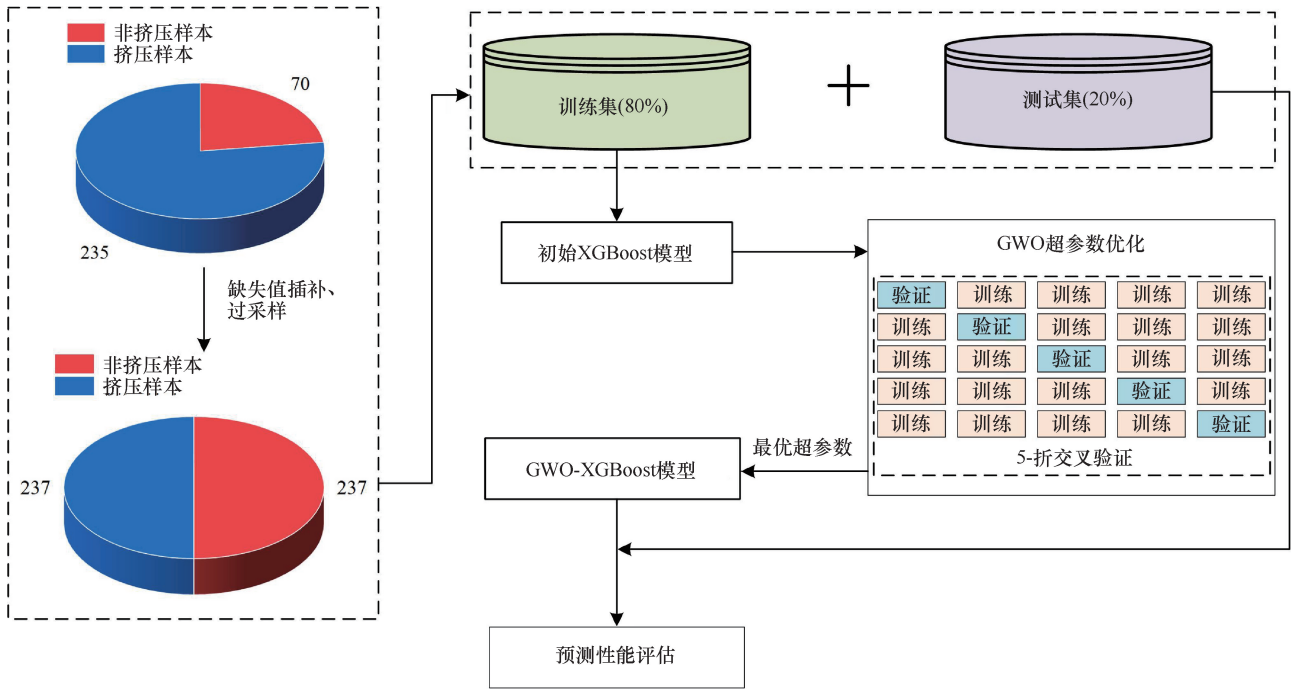 非挤压样本
挤压样本
70
235
缺失值插补、
过采样
非挤压样本
挤压样本
237
237
训练集(80%)
测试集(20%)
初始XGBoost模型
GWO超参数优化
验证 训练 训练 训练 训练
训练 验证 训练 训练 训练
训练 训练 验证 训练 训练
训练 训练 训练 验证 训练
训练 训练 训练 训练 验证
5-折交叉验证
最优超参数
GWO-XGBoost模型
预测性能评估